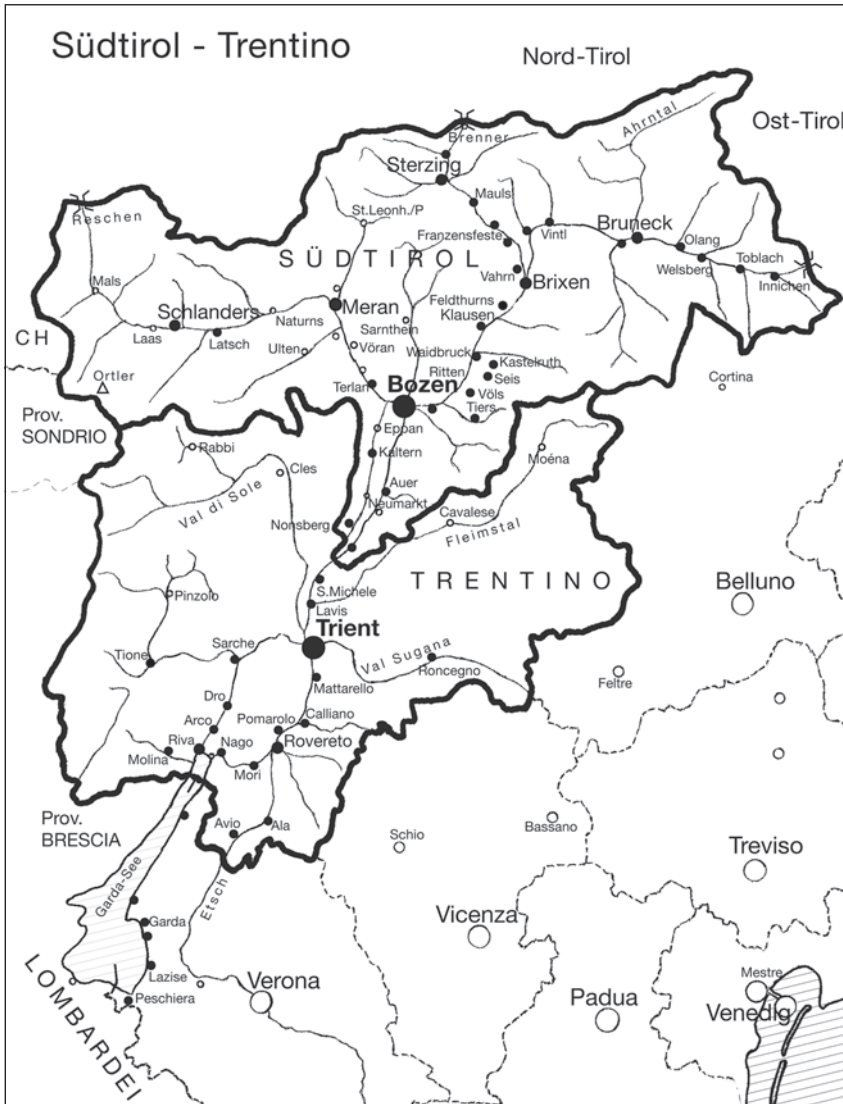 Südtirol - Trentino
Nord-Tirol
Ost-Tirol
Ahrntal
Brenner
Sterzing
Mauls
Reschen
St.Leonh./P
Franzensfeste
Vintl
Bruneck
Olang
SÜDTIROL
Welsberg
Toblach
Innichen
Vahrn
Brixen
Mals
Schlanders
Meran
Feldthurns
Klausen
Naturns
Sarnthein
CH
Laas
Latsch
Ulten
Vöran
Waidbruck
Kastelruth
Ritten
Seis
Ortler
Terlan
Bozen
Völs
Tiers
Cortina
Prov.
SONDRIO
Eppan
Rabbi
Kaltern
Moéna
Cles
Auer
Val di Sole
Neumarkt
Nonsberg
Cavalese
Fleimstal
S.Michele
TRENTINO
Pinzolo
Lavis
Belluno
Trient
Sarche
Val Sugana
Tione
Roncegno
Mattarello
Feltre
Dro
Arco
Pomarolo
Calliano
Riva
Nago
Rovereto
Molina
Mori
Prov.
BRESCIA
Avio
Ala
Schio
Bassano
Treviso
Garda-See
Etsch
Garda
Vicenza
LOMBARDEI
Lazise
Peschiera
Verona
Mestre
Padua
Venedig